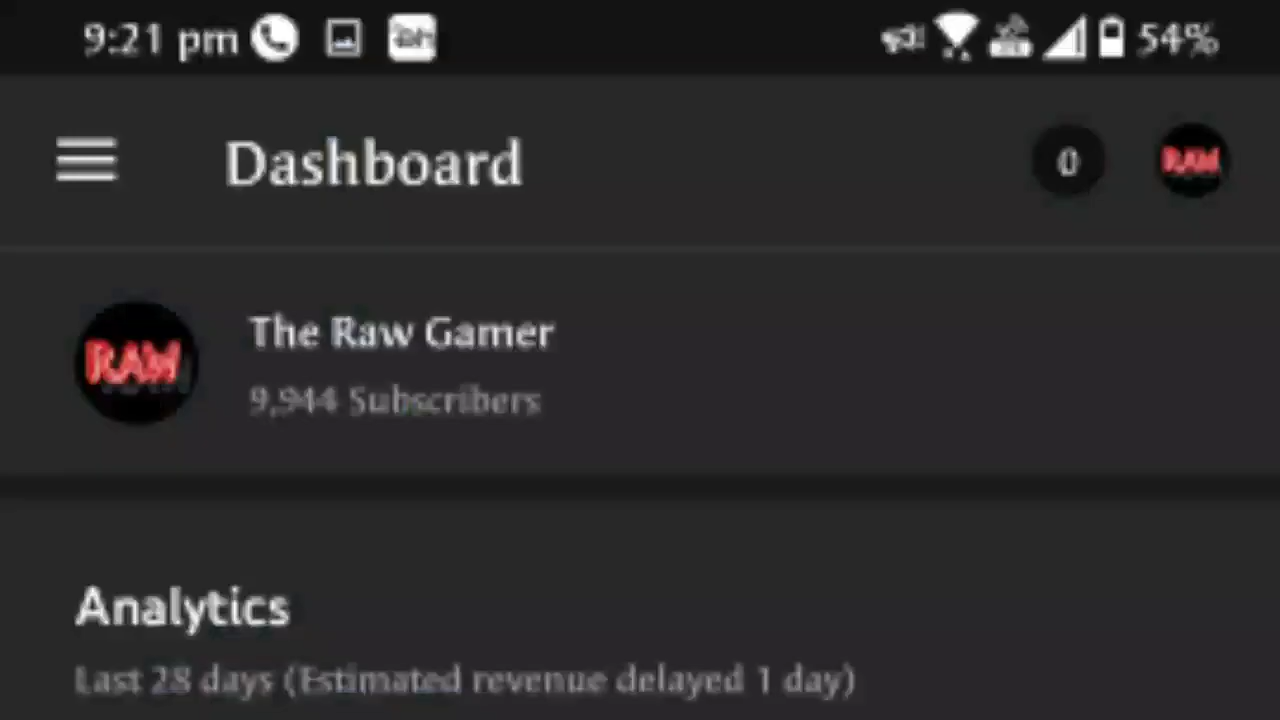 9:21 pm
54%
Dashboard
0
RAW
RAW
The Raw Gamer
9,944 Subscribers
Analytics
Last 28 days (Estimated revenue delayed 1 day)